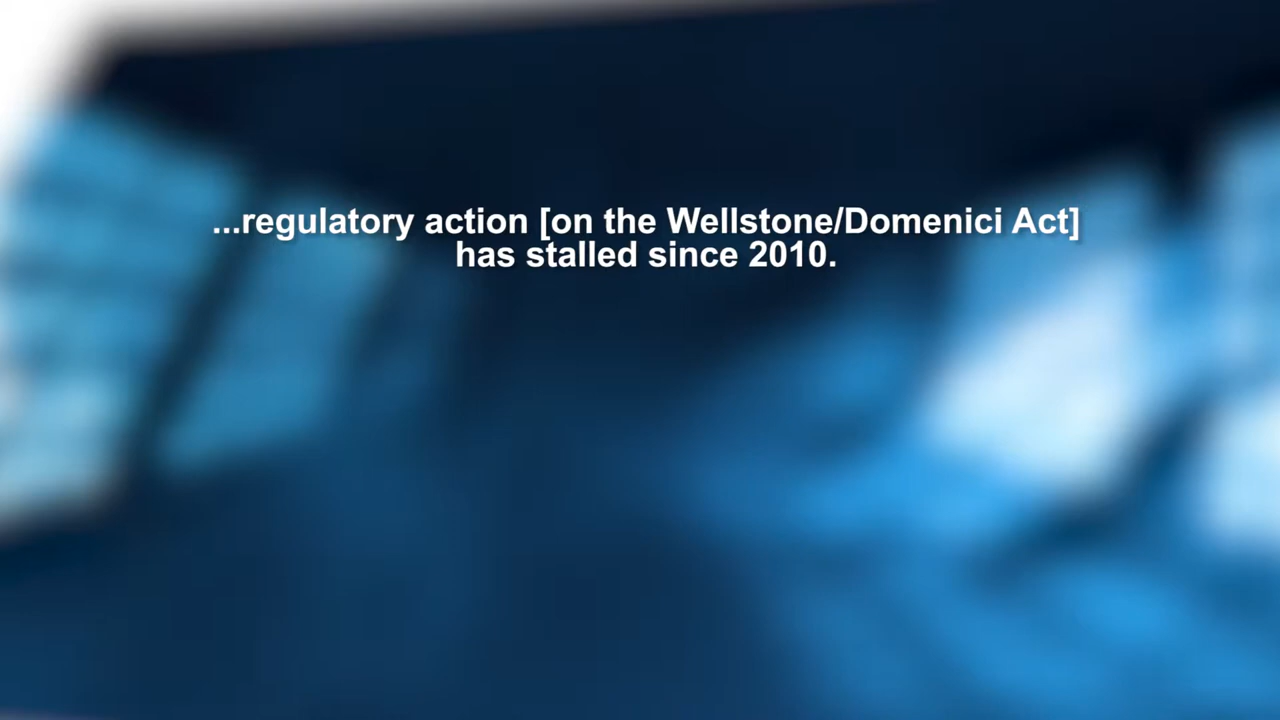 ...regulatory action [on the Wellstone/Domenici Act]
has stalled since 2010.